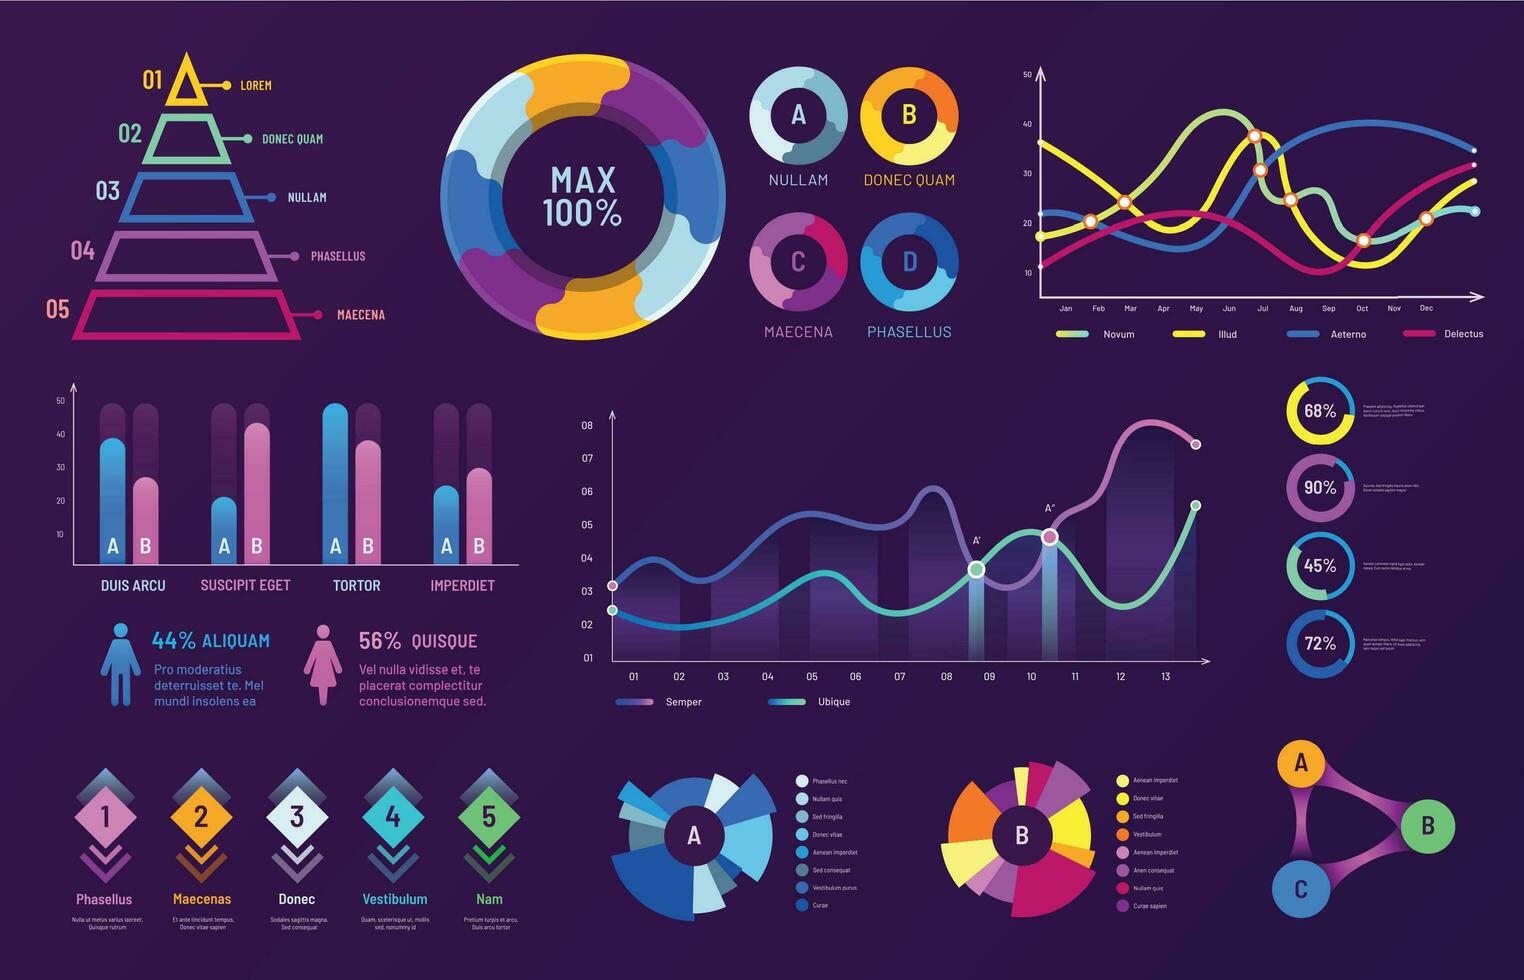 01
LOREM
02
DONEC QUAM
03
NULLAM
04
PHASELLUS
05
MAECENA
MAX
100%
A
NULLAM
B
DONEC QUAM
C
MAECENA
D
PHASELLUS
50
40
30
20
10
Jan Feb Mar Apr May Jun Jul Aug Sep Oct Nov Dec
Novum Illud Aeterno Delectus
50
40
30
20
10
A B A B A B A B
DUIS ARCU SUSCIPIT EGET TORTOR IMPERDIET
44% ALIQUAM
Pro moderatius
deterruisset te. Mel
mundi insolens ea
56% QUISQUE
Vel nulla vidisse et, te
placerat complectitur
conclusionemque sed.
08
07
06
05
04
03
02
01
A'
A"
01 02 03 04 05 06 07 08 09 10 11 12 13
Semper Ubique
68%
90%
45%
72%
1
Phasellus
Nulla ut metus varius laoreet.
Quisque rutrum
2
Maecenas
Et ante tincidunt tempus.
Donec vitae sapien
3
Donec
Sodales sagittis magna.
Sed consequat
4
Vestibulum
Quam, scelerisque ut, mollis
sed, nonummy id
5
Nam
Pretium turpis et arcu.
Duis arcu tortor
A
Phasellus nec
Nullam quis
Sed fringilla
Donec vitae
Aenean imperdiet
Sed consequat
Vestibulum purus
Curae
B
Aenean imperdiet
Donec vitae
Sed fringilla
Vestibulum
Aenean imperdiet
Anen consequat
Nullam quis
Curae sapien
A
B
C